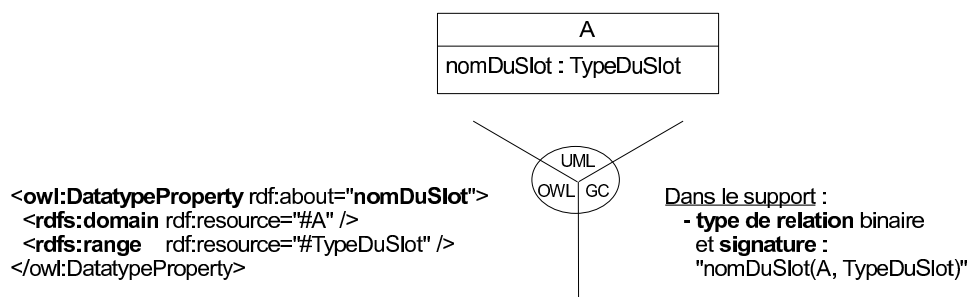 A
nomDuSlot : TypeDuSlot
UML
OWL GC
<owl:DatatypeProperty rdf:about="nomDuSlot">
<rdfs:domain rdf:resource="#A" />
<rdfs:range rdf:resource="#TypeDuSlot" />
</owl:DatatypeProperty>
Dans le support :
- type de relation binaire
et signature :
"nomDuSlot(A, TypeDuSlot)"